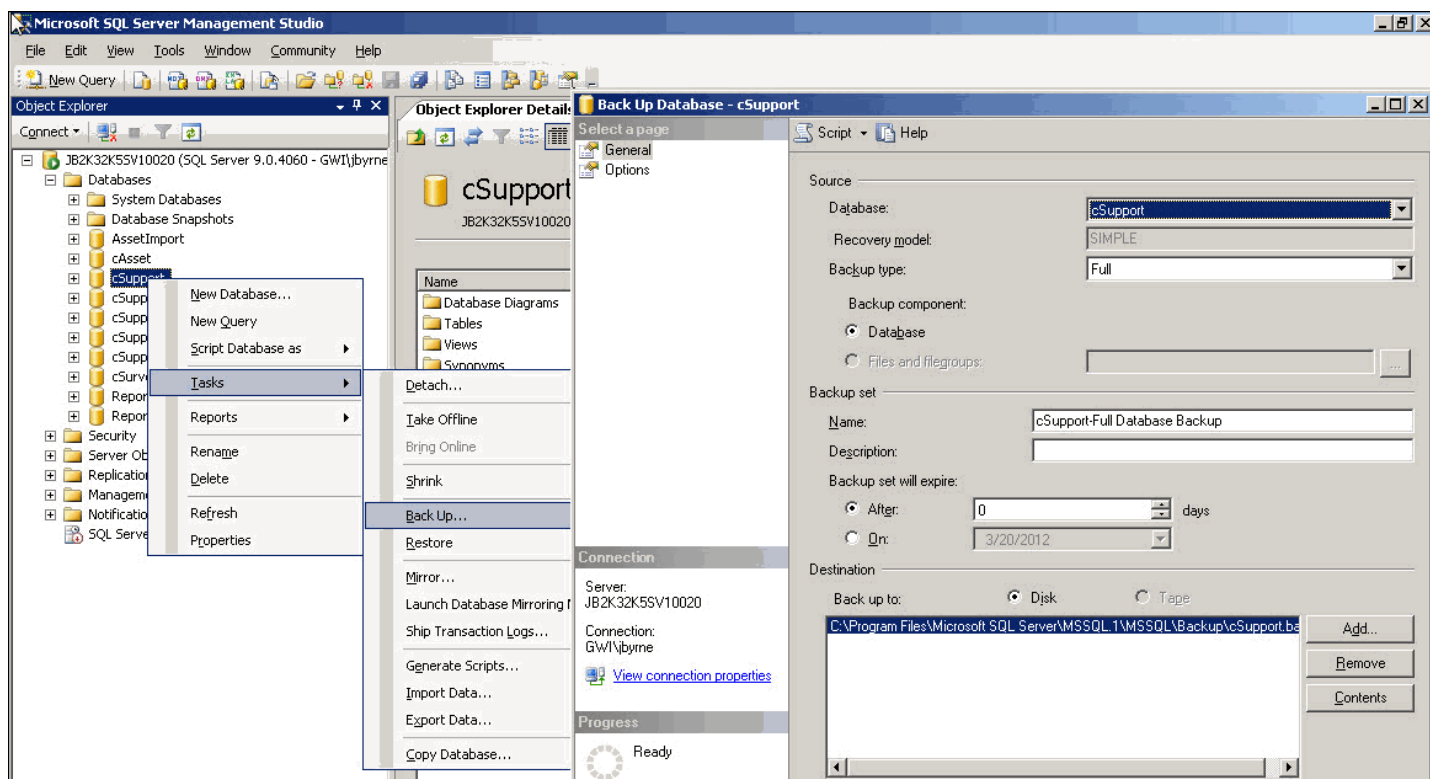 Microsoft SQL Server Management Studio
File Edit View Tools Window Community Help
New Query
Object Explorer
Connect
JB2K32K5SV10020 (SQL Server 9.0.4060 - GWI\jbyrne
Databases
System Databases
Database Snapshots
AssetImport
cAsset
cSupport
cSupp
cSupp
cSupp
cSupp
cSurve
Repor
Repor
Security
Server Ob
Replication
Managem
Notificatio
SQL Serve
New Database...
New Query
Script Database as
Tasks
Reports
Rename
Delete
Refresh
Properties
Detach...
Take Offline
Bring Online
Shrink
Back Up...
Restore
Mirror...
Launch Database Mirroring
Ship Transaction Logs...
Generate Scripts...
Import Data...
Export Data...
Copy Database...
Object Explorer Details
cSupport
JB2K32K5SV10020
Name
Database Diagrams
Tables
Views
Synonyms
Back Up Database - cSupport
Select a page
General
Options
Connection
Server:
JB2K32K5SV10020
Connection:
GWI\jbyrne
View connection properties
Progress
Ready
Script Help
Source
Database: cSupport
Recovery model: SIMPLE
Backup type: Full
Backup component:
Database
Files and filegroups: ...
Backup set
Name: cSupport-Full Database Backup
Description:
Backup set will expire:
After: 0 days
On: 3/20/2012
Destination
Back up to: Disk Tape
C:\Program Files\Microsoft SQL Server\MSSQL.1\MSSQL\Backup\cSupport.ba
Add...
Remove
Contents